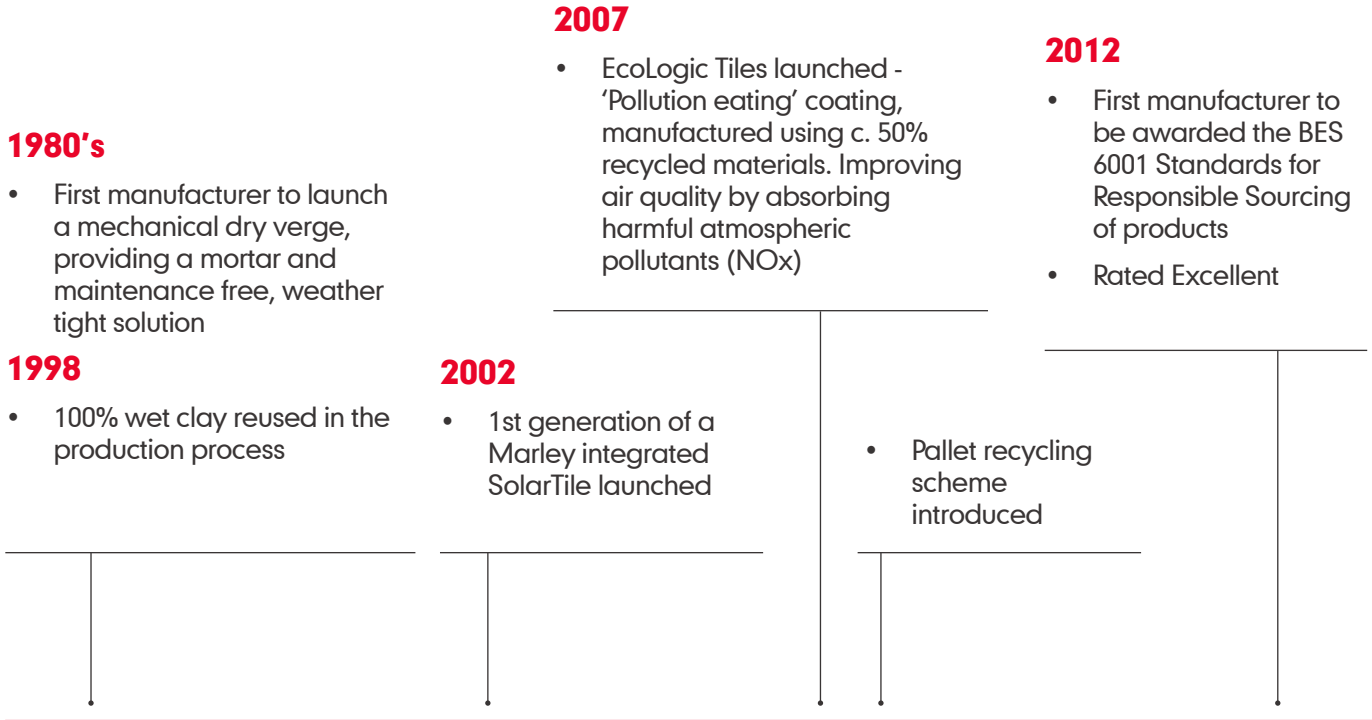 1980's
• First manufacturer to launch
a mechanical dry verge,
providing a mortar and
maintenance free, weather
tight solution
1998
• 100% wet clay reused in the
production process
2002
• 1st generation of a
Marley integrated
SolarTile launched
2007
• EcoLogic Tiles launched -
‘Pollution eating’ coating,
manufactured using c. 50%
recycled materials. Improving
air quality by absorbing
harmful atmospheric
pollutants (NOx)
• Pallet recycling
scheme
introduced
2012
• First manufacturer to
be awarded the BES
6001 Standards for
Responsible Sourcing
of products
• Rated Excellent